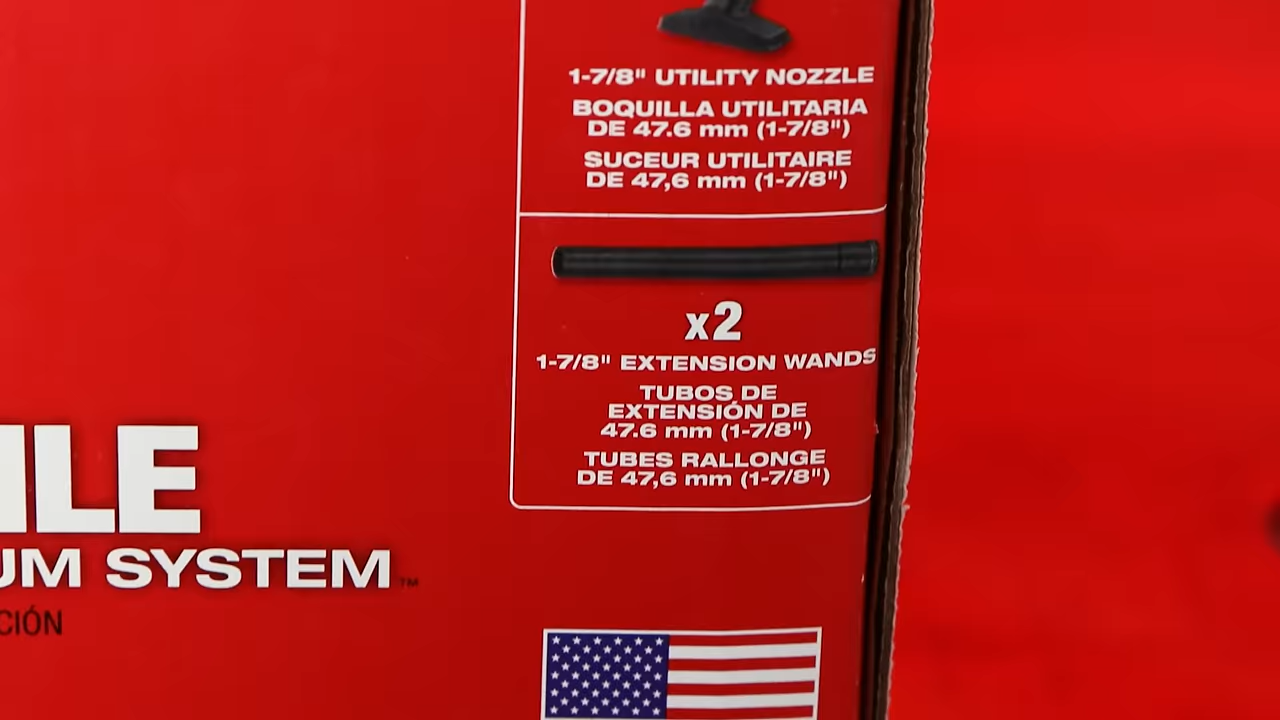 1-7/8" UTILITY NOZZLE
BOQUILLA UTILITARIA
DE 47.6 mm (1-7/8")
SUCEUR UTILITAIRE
DE 47,6 mm (1-7/8")
x2
1-7/8" EXTENSION WANDS
TUBOS DE
EXTENSIÓN DE
47.6 mm (1-7/8")
TUBES RALLONGE
DE 47,6 mm (1-7/8")
ILE
UM SYSTEM™
CIÓN